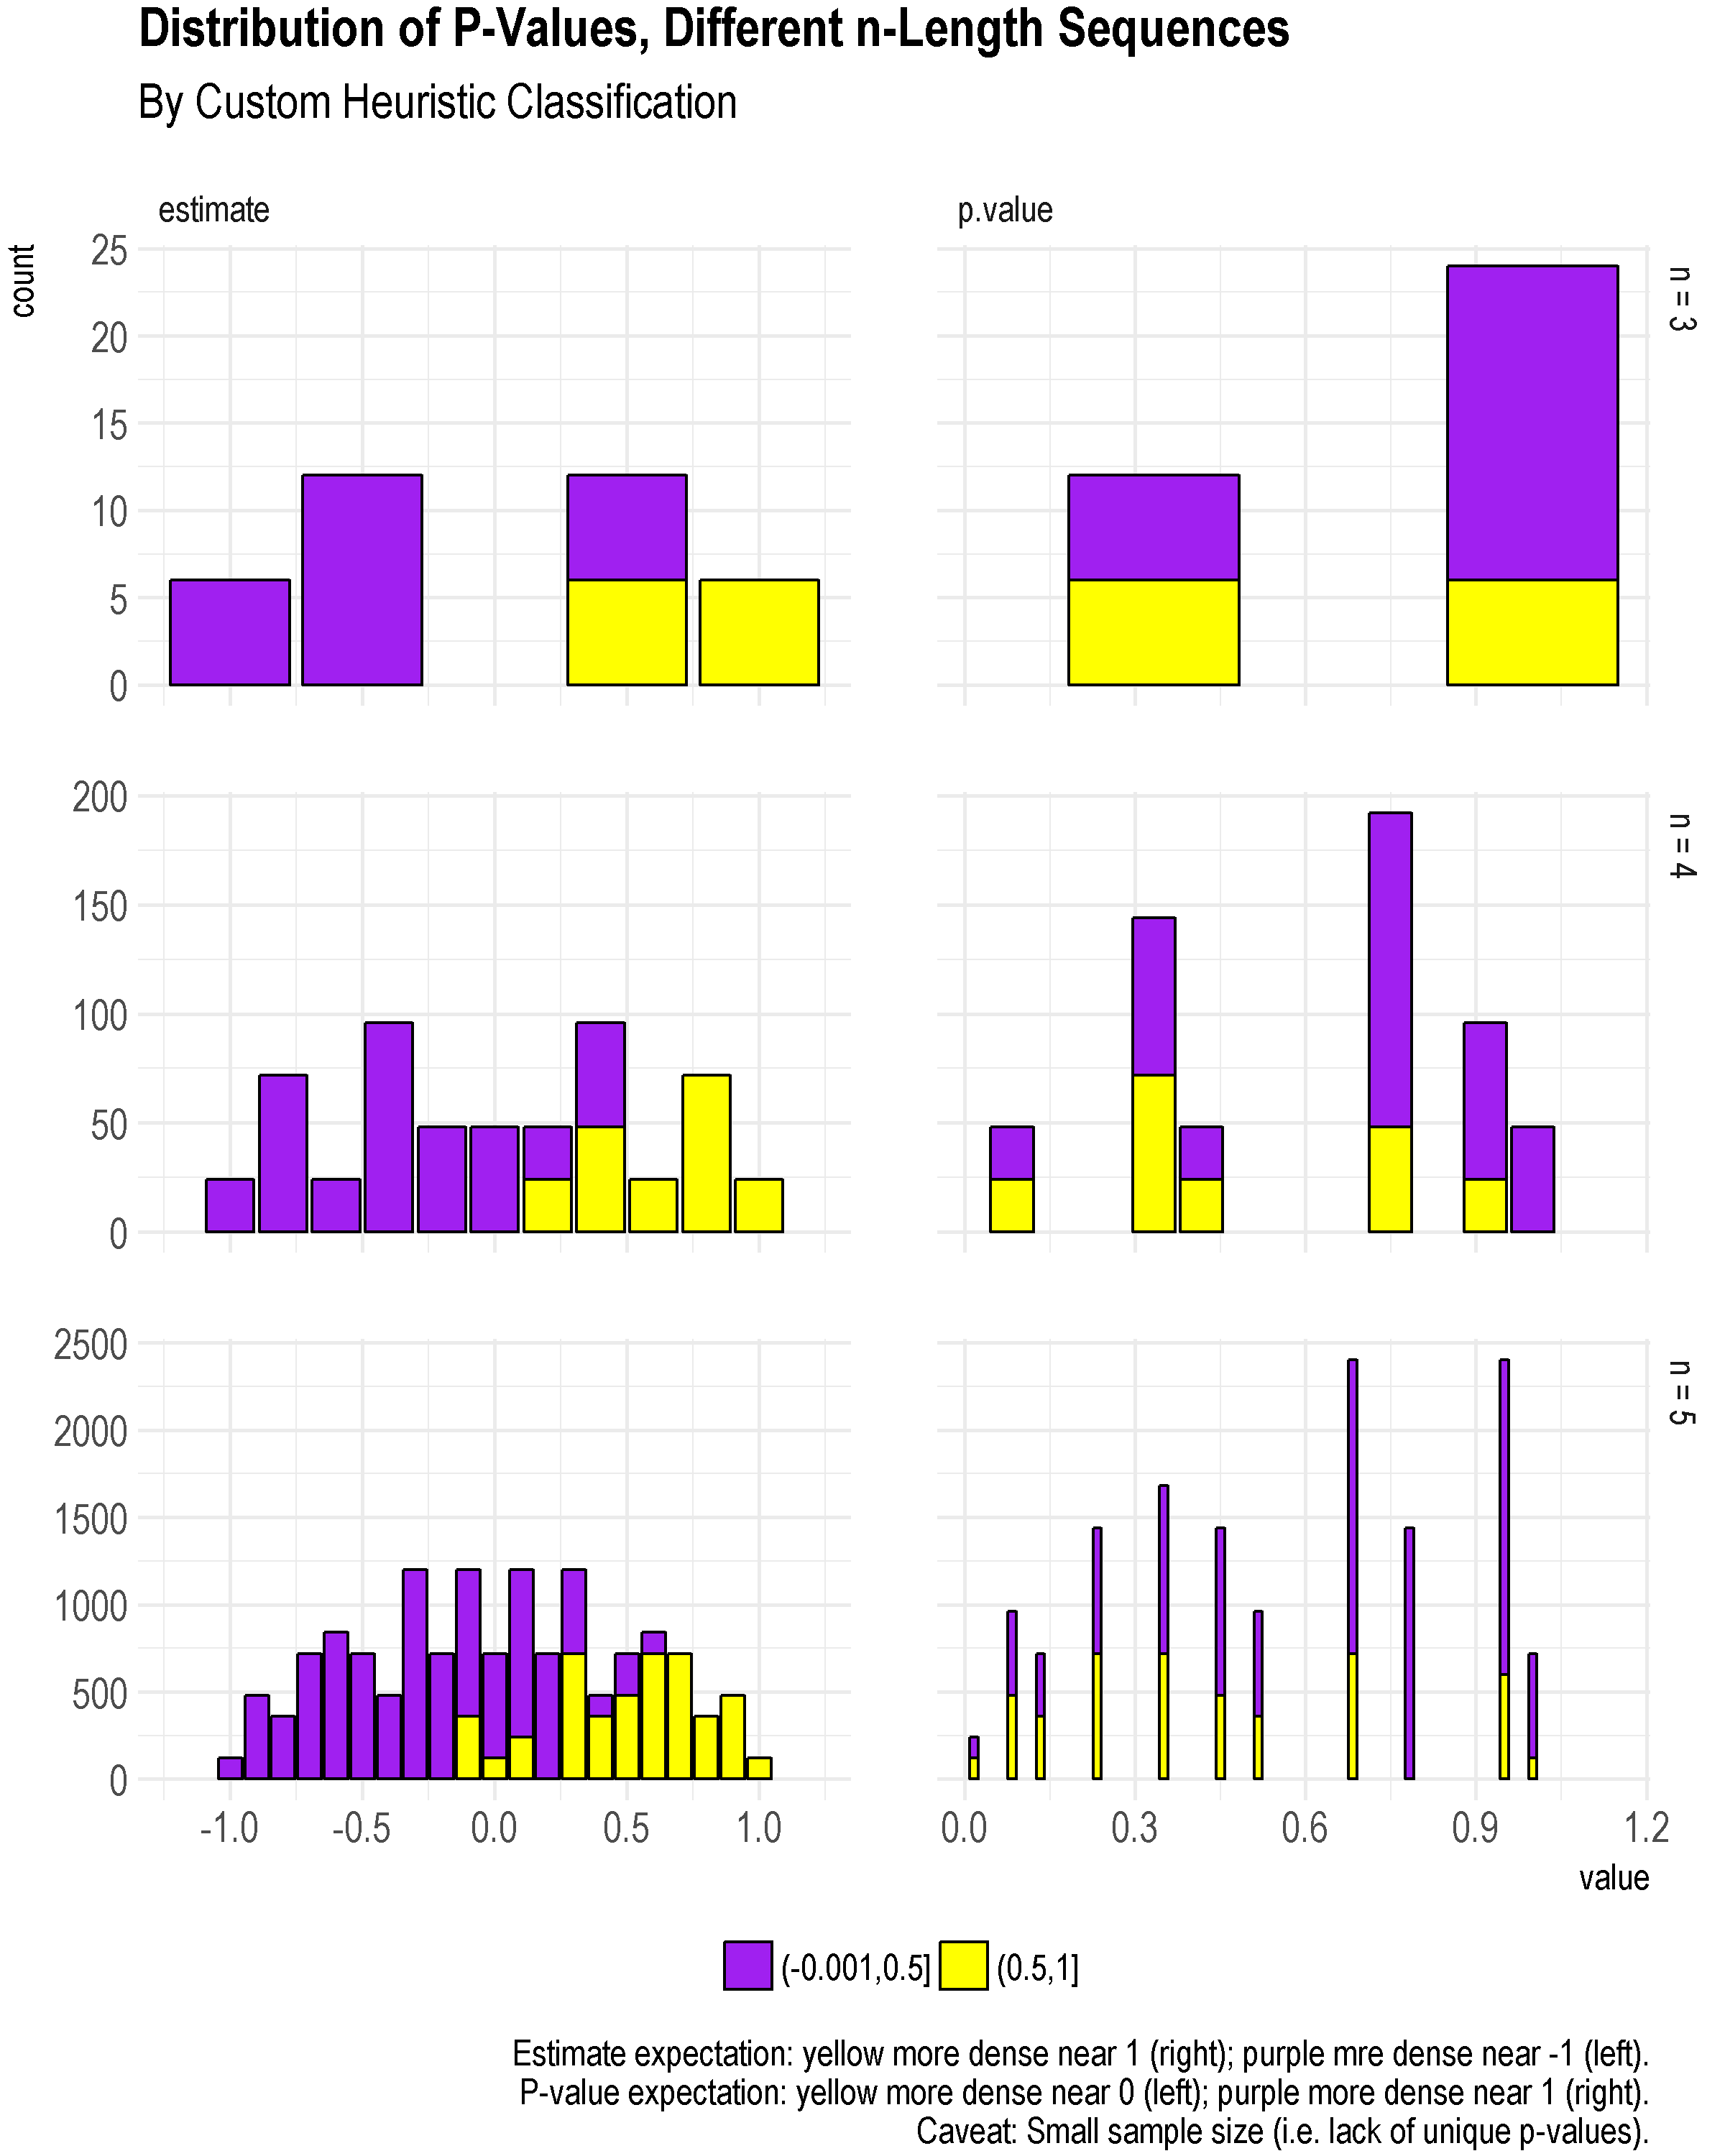 Distribution of P-Values, Different n-Length Sequences
By Custom Heuristic Classification
estimate
p.value
count
25
20
15
10
5
0
n = 3
200
150
100
50
0
n = 4
2500
2000
1500
1000
500
0
n = 5
-1.0 -0.5 0.0 0.5 1.0
0.0 0.3 0.6 0.9 1.2
value
(-0.001,0.5] (0.5,1]
Estimate expectation: yellow more dense near 1 (right); purple mre dense near -1 (left).
P-value expectation: yellow more dense near 0 (left); purple more dense near 1 (right).
Caveat: Small sample size (i.e. lack of unique p-values).